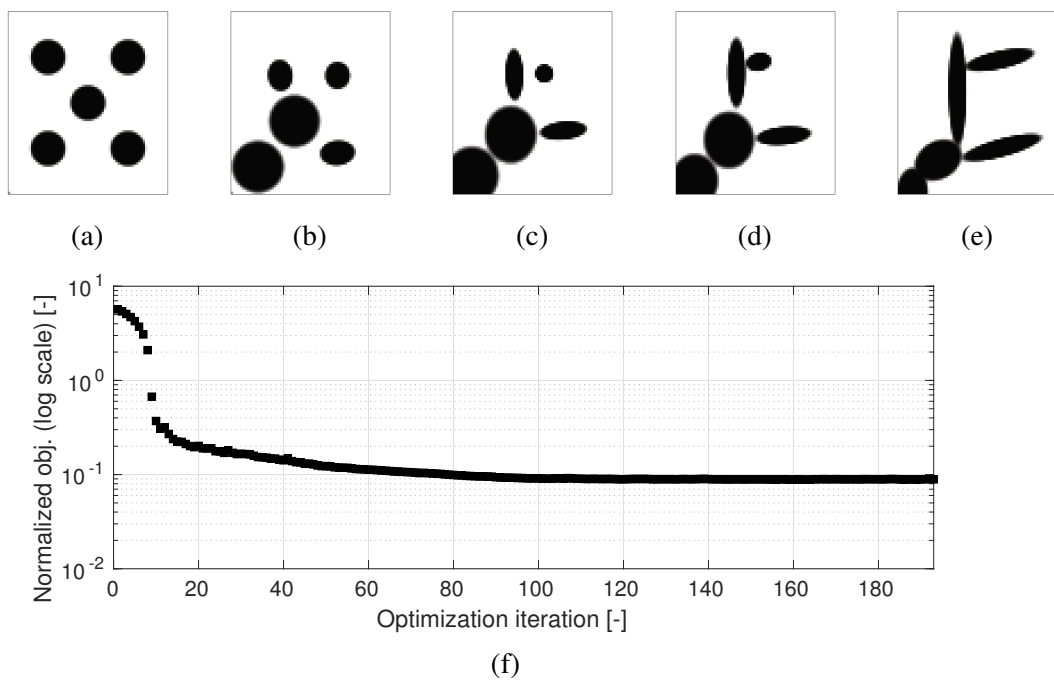 (a) (b) (c) (d) (e)
Normalized obj. (log scale) [-]
10^1
10^0
10^-1
10^-2
0 20 40 60 80 100 120 140 160 180
Optimization iteration [-]
(f)